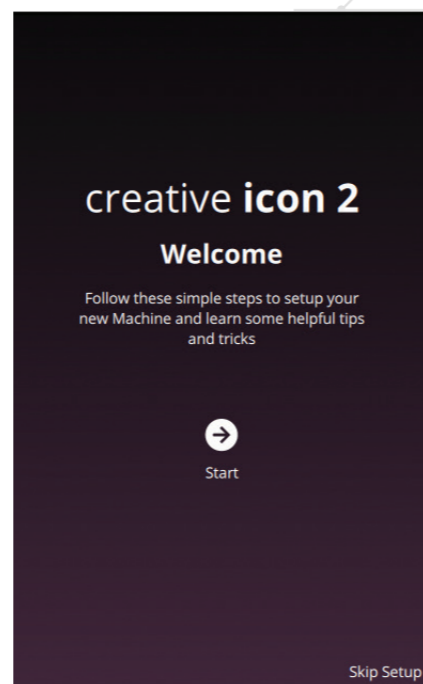 creative icon 2
Welcome
Follow these simple steps to setup your
new Machine and learn some helpful tips
and tricks
Start
Skip Setup